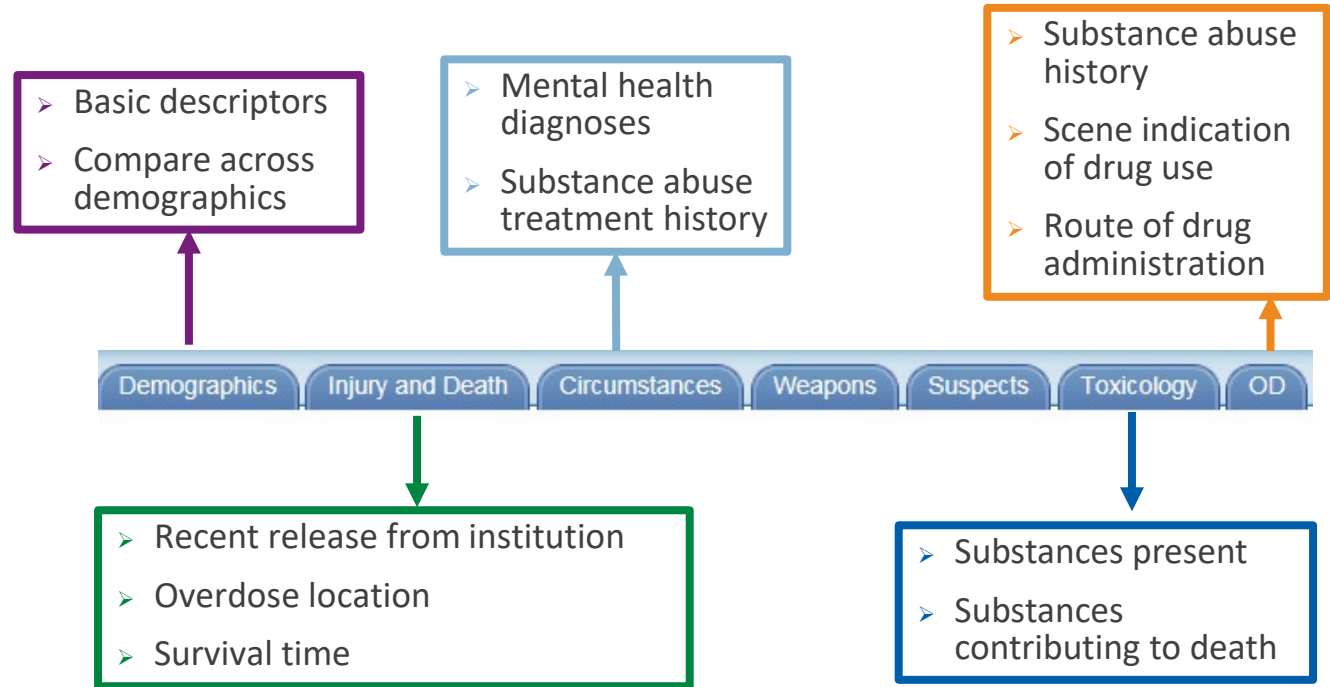 ➢ Basic descriptors
➢ Compare across
demographics
➢ Mental health
diagnoses
➢ Substance abuse
treatment history
➢ Substance abuse
history
➢ Scene indication
of drug use
➢ Route of drug
administration
Demographics Injury and Death Circumstances Weapons Suspects Toxicology OD
➢ Recent release from institution
➢ Overdose location
➢ Survival time
➢ Substances present
➢ Substances
contributing to death